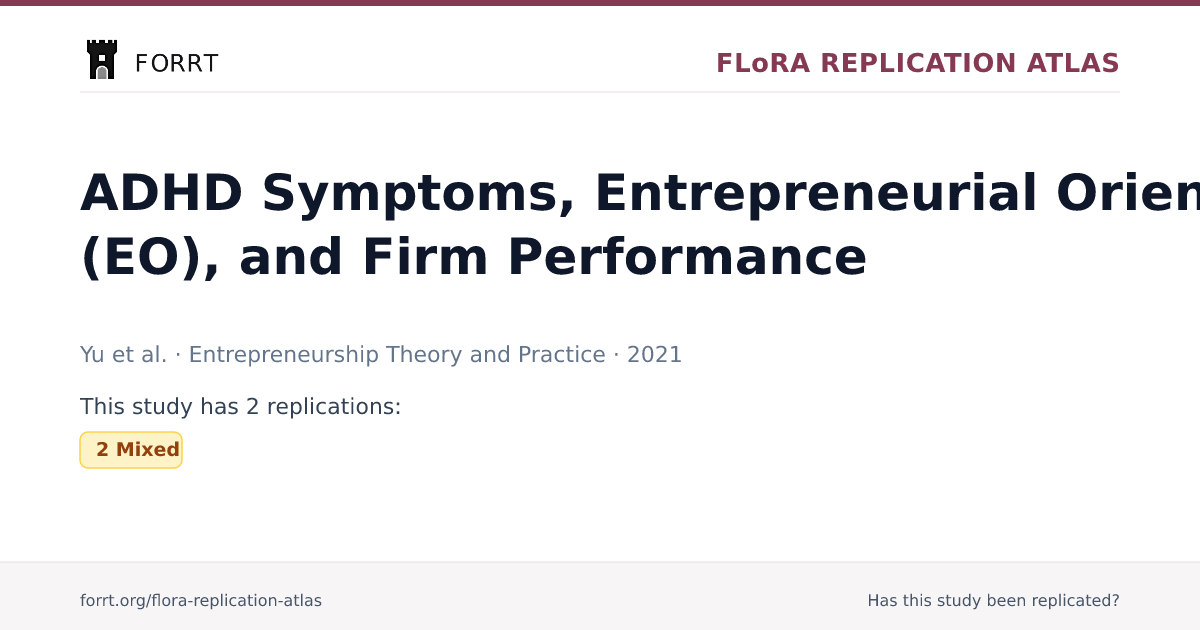 FORRT
FLoRA REPLICATION ATLAS
ADHD Symptoms, Entrepreneurial Orien
(EO), and Firm Performance
Yu et al. · Entrepreneurship Theory and Practice · 2021
This study has 2 replications:
2 Mixed
forrt.org/flora-replication-atlas
Has this study been replicated?